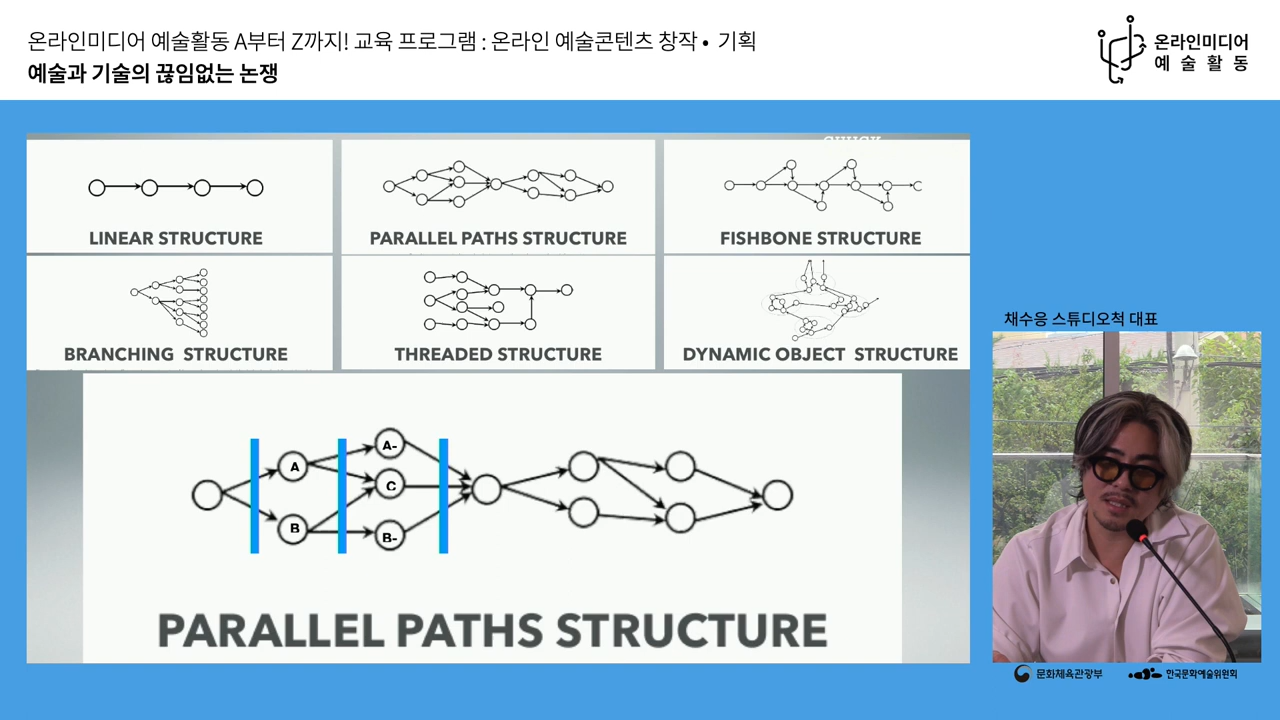 온라인미디어 예술활동 A부터 Z까지! 교육 프로그램 : 온라인 예술콘텐츠 창작 • 기획
예술과 기술의 끊임없는 논쟁
온라인미디어
예술활동
LINEAR STRUCTURE
PARALLEL PATHS STRUCTURE
FISHBONE STRUCTURE
BRANCHING STRUCTURE
THREADED STRUCTURE
DYNAMIC OBJECT STRUCTURE
A
A-
C
B
B-
PARALLEL PATHS STRUCTURE
채수응 스튜디오척 대표
문화체육관광부
한국문화예술위원회